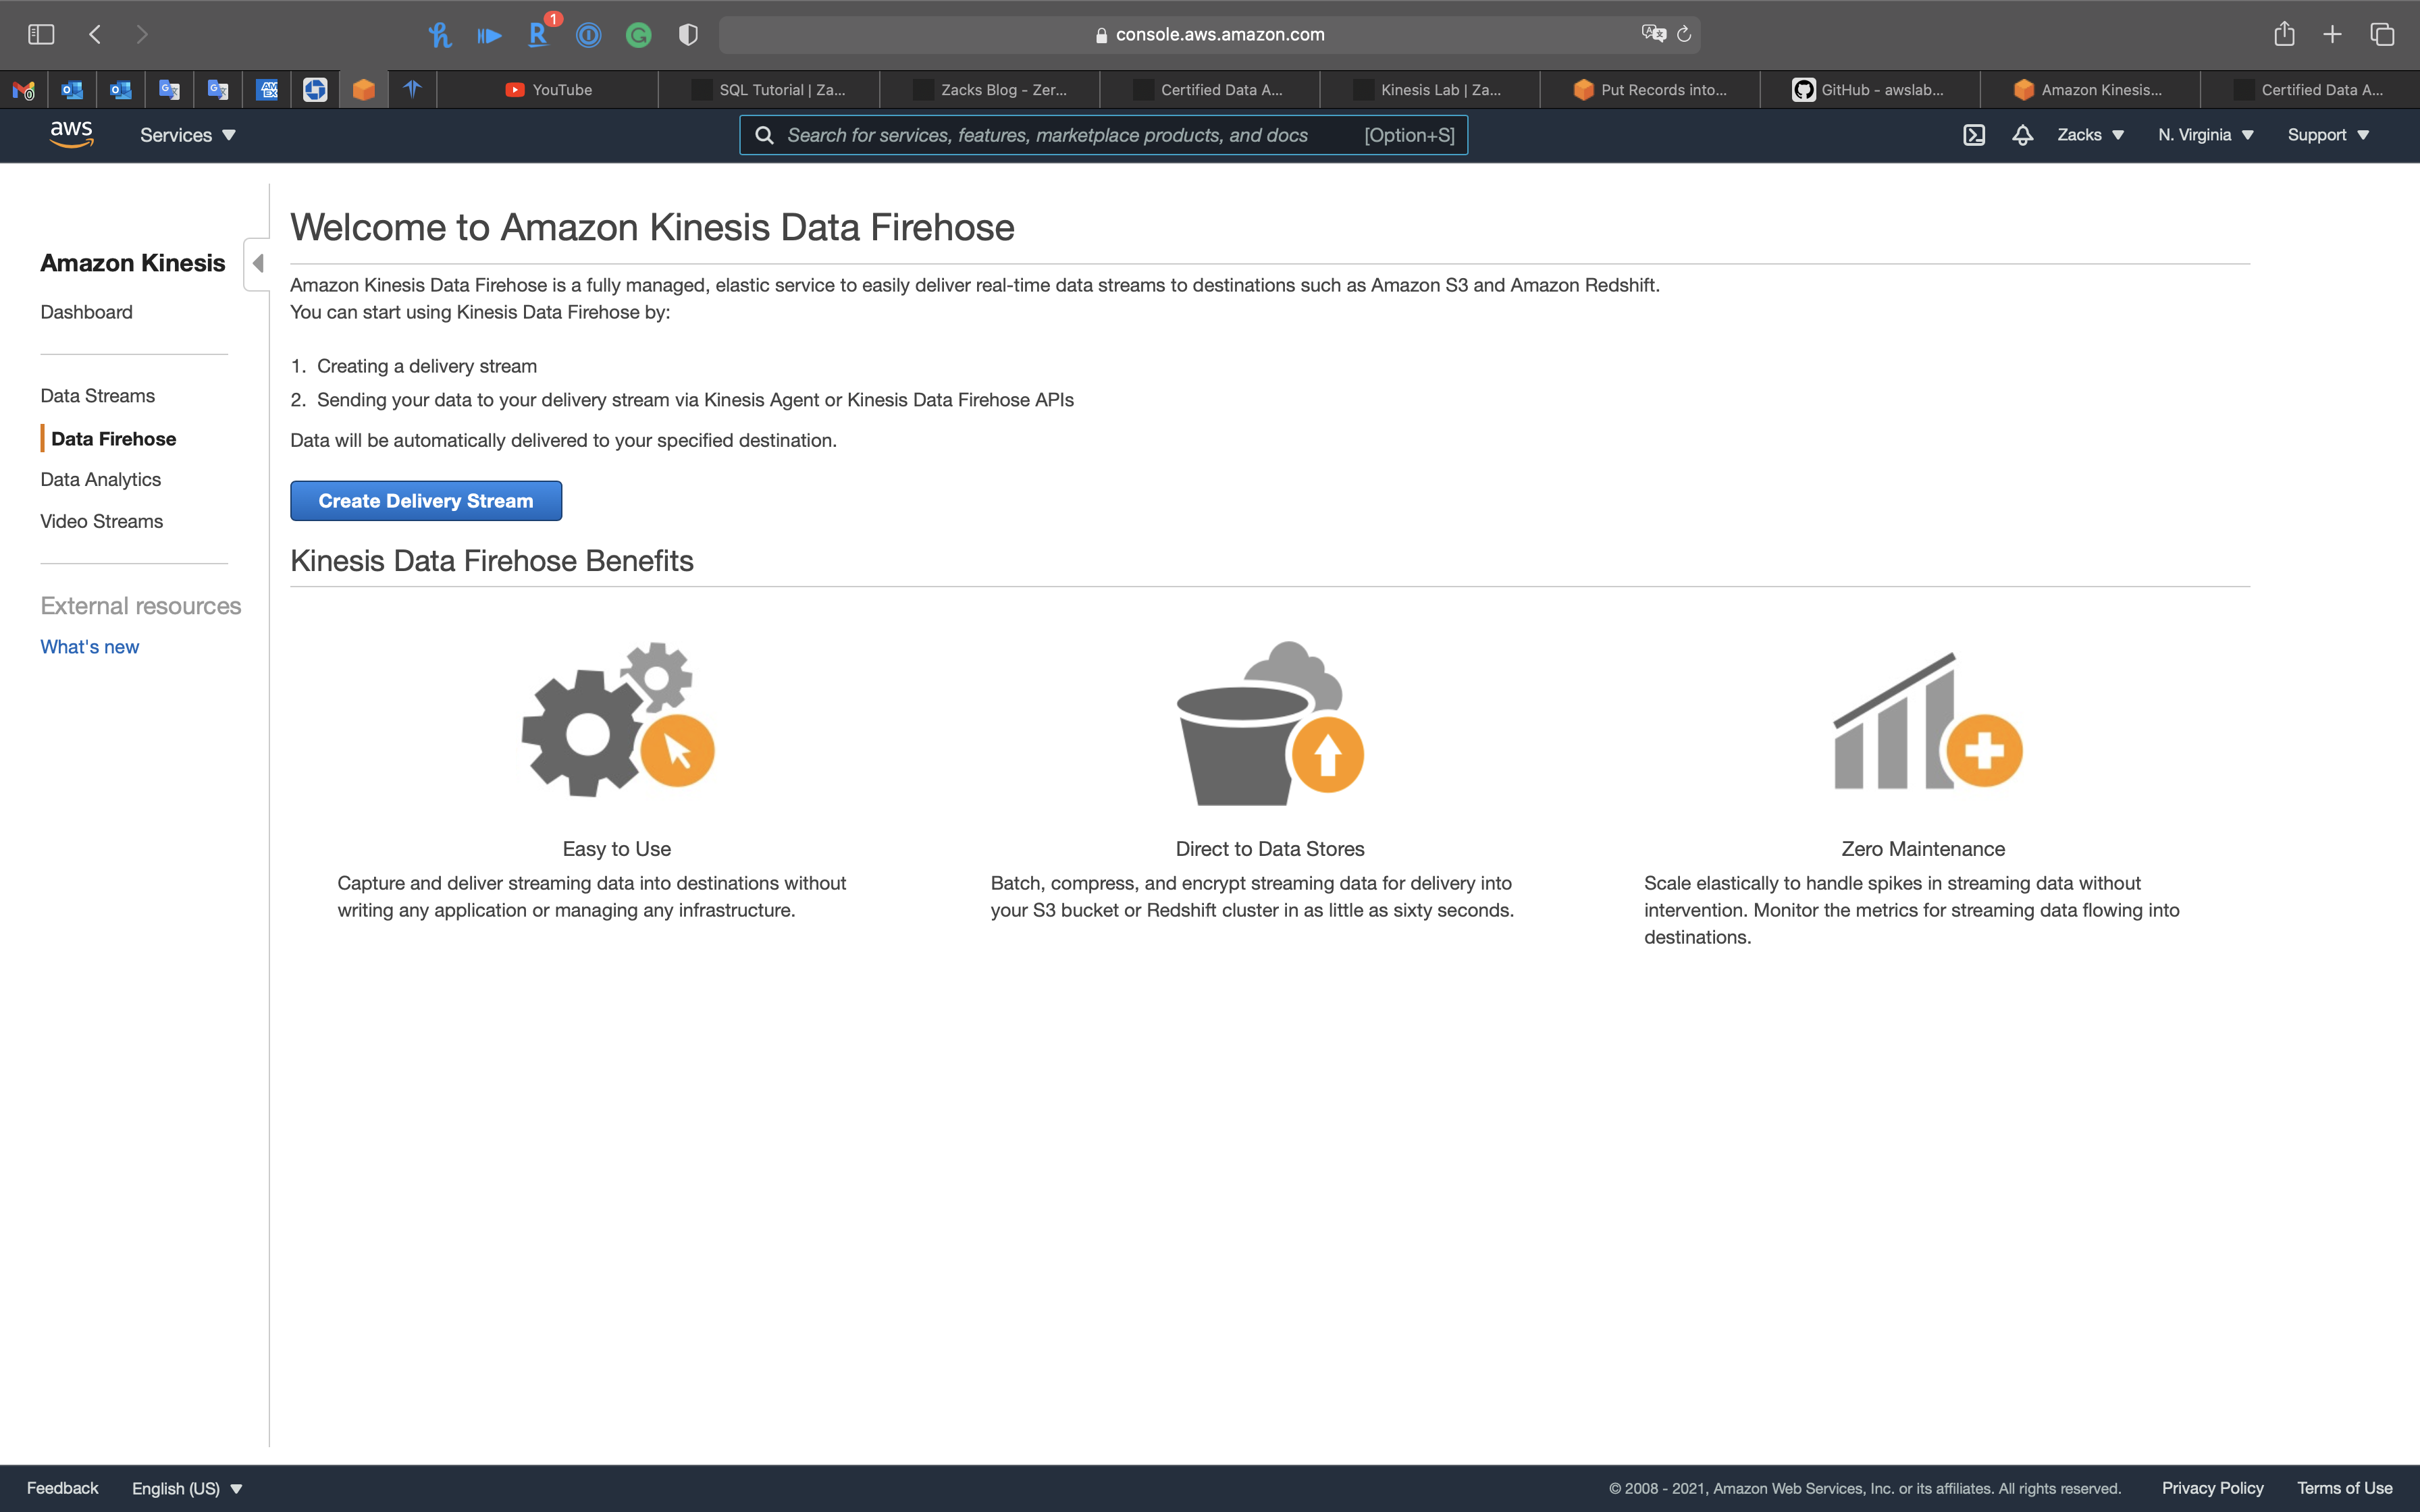 1
console.aws.amazon.com
YouTube
SQL Tutorial | Za...
Zacks Blog - Zer...
Certified Data A...
Kinesis Lab | Za...
Put Records into...
GitHub - awslab...
Amazon Kinesis...
Certified Data A...
aws
Services
Search for services, features, marketplace products, and docs [Option+S]
Zacks
N. Virginia
Support
Amazon Kinesis
Dashboard
Data Streams
Data Firehose
Data Analytics
Video Streams
External resources
What's new
Welcome to Amazon Kinesis Data Firehose
Amazon Kinesis Data Firehose is a fully managed, elastic service to easily deliver real-time data streams to destinations such as Amazon S3 and Amazon Redshift.
You can start using Kinesis Data Firehose by:
1. Creating a delivery stream
2. Sending your data to your delivery stream via Kinesis Agent or Kinesis Data Firehose APIs
Data will be automatically delivered to your specified destination.
Create Delivery Stream
Kinesis Data Firehose Benefits
Easy to Use
Capture and deliver streaming data into destinations without
writing any application or managing any infrastructure.
Direct to Data Stores
Batch, compress, and encrypt streaming data for delivery into
your S3 bucket or Redshift cluster in as little as sixty seconds.
Zero Maintenance
Scale elastically to handle spikes in streaming data without
intervention. Monitor the metrics for streaming data flowing into
destinations.
Feedback
English (US)
© 2008 - 2021, Amazon Web Services, Inc. or its affiliates. All rights reserved.
Privacy Policy
Terms of Use